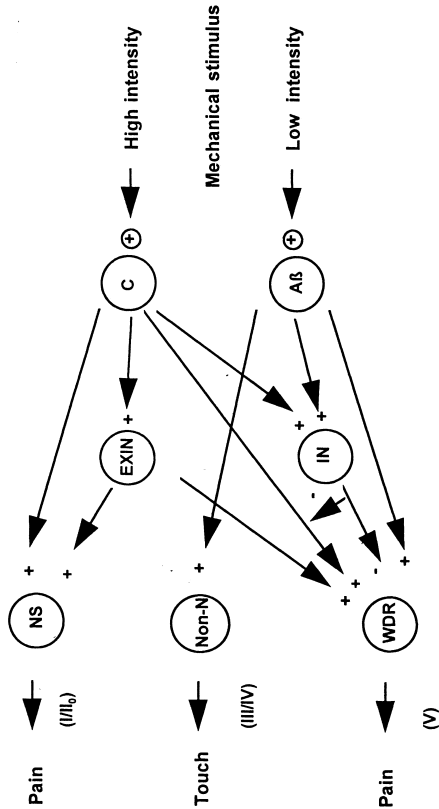 Pain NS +
(I/II₀) +
EXIN + C + High intensity
Touch Non-N +
Mechanical stimulus
(III/IV)
Aß + Low intensity
+
-
IN +
+
+
-
Pain WDR
+
(V)